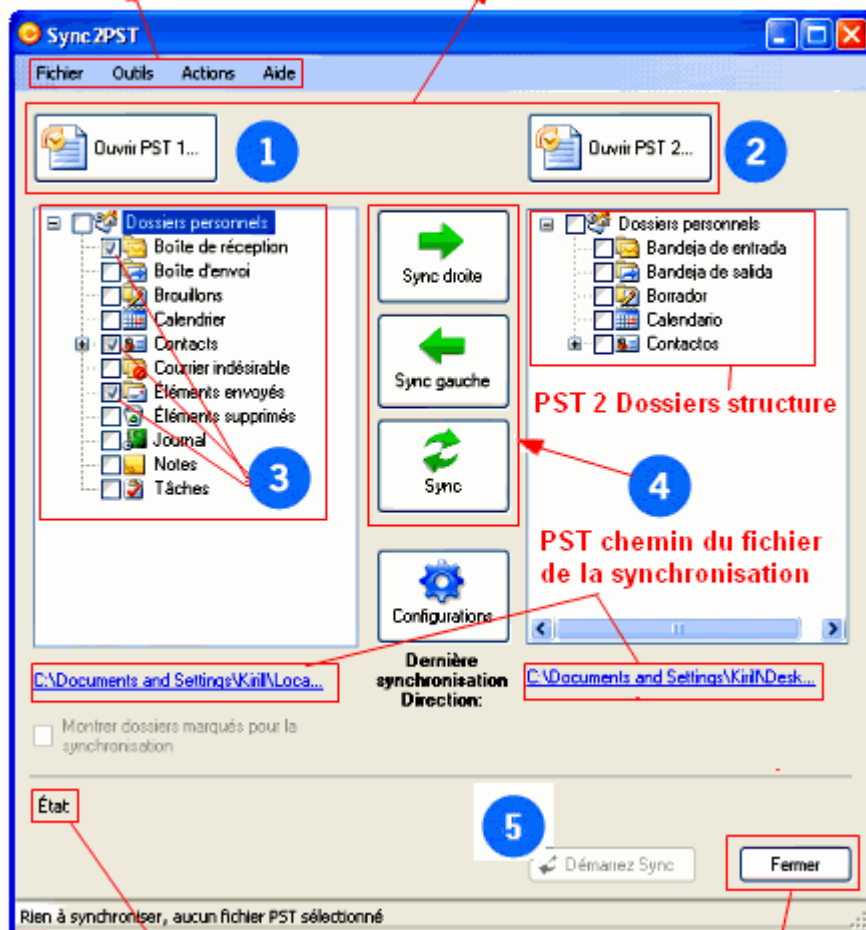 Sync2PST
Fichier Outils Actions Aide
Ouvrir PST 1...
1
Ouvrir PST 2...
2
Dossiers personnels
Boîte de réception
Boîte d'envoi
Brouillons
Calendrier
Contacts
Courrier indésirable
Éléments envoyés
Éléments supprimés
Journal
Notes
Tâches
3
Sync droite
Sync gauche
Sync
4
Configurations
Dossiers personnels
Bandeja de entrada
Bandeja de salida
Borrador
Calendario
Contactos
PST 2 Dossiers structure
PST chemin du fichier
de la synchronisation
C:\Documents and Settings\Kirill\Loca...
Dernière
synchronisation
Direction:
C:\Documents and Settings\Kirill\Desk...
Montrer dossiers marqués pour la
synchronisation
État
5
Démarrez Sync
Fermer
Rien à synchroniser, aucun fichier PST sélectionné